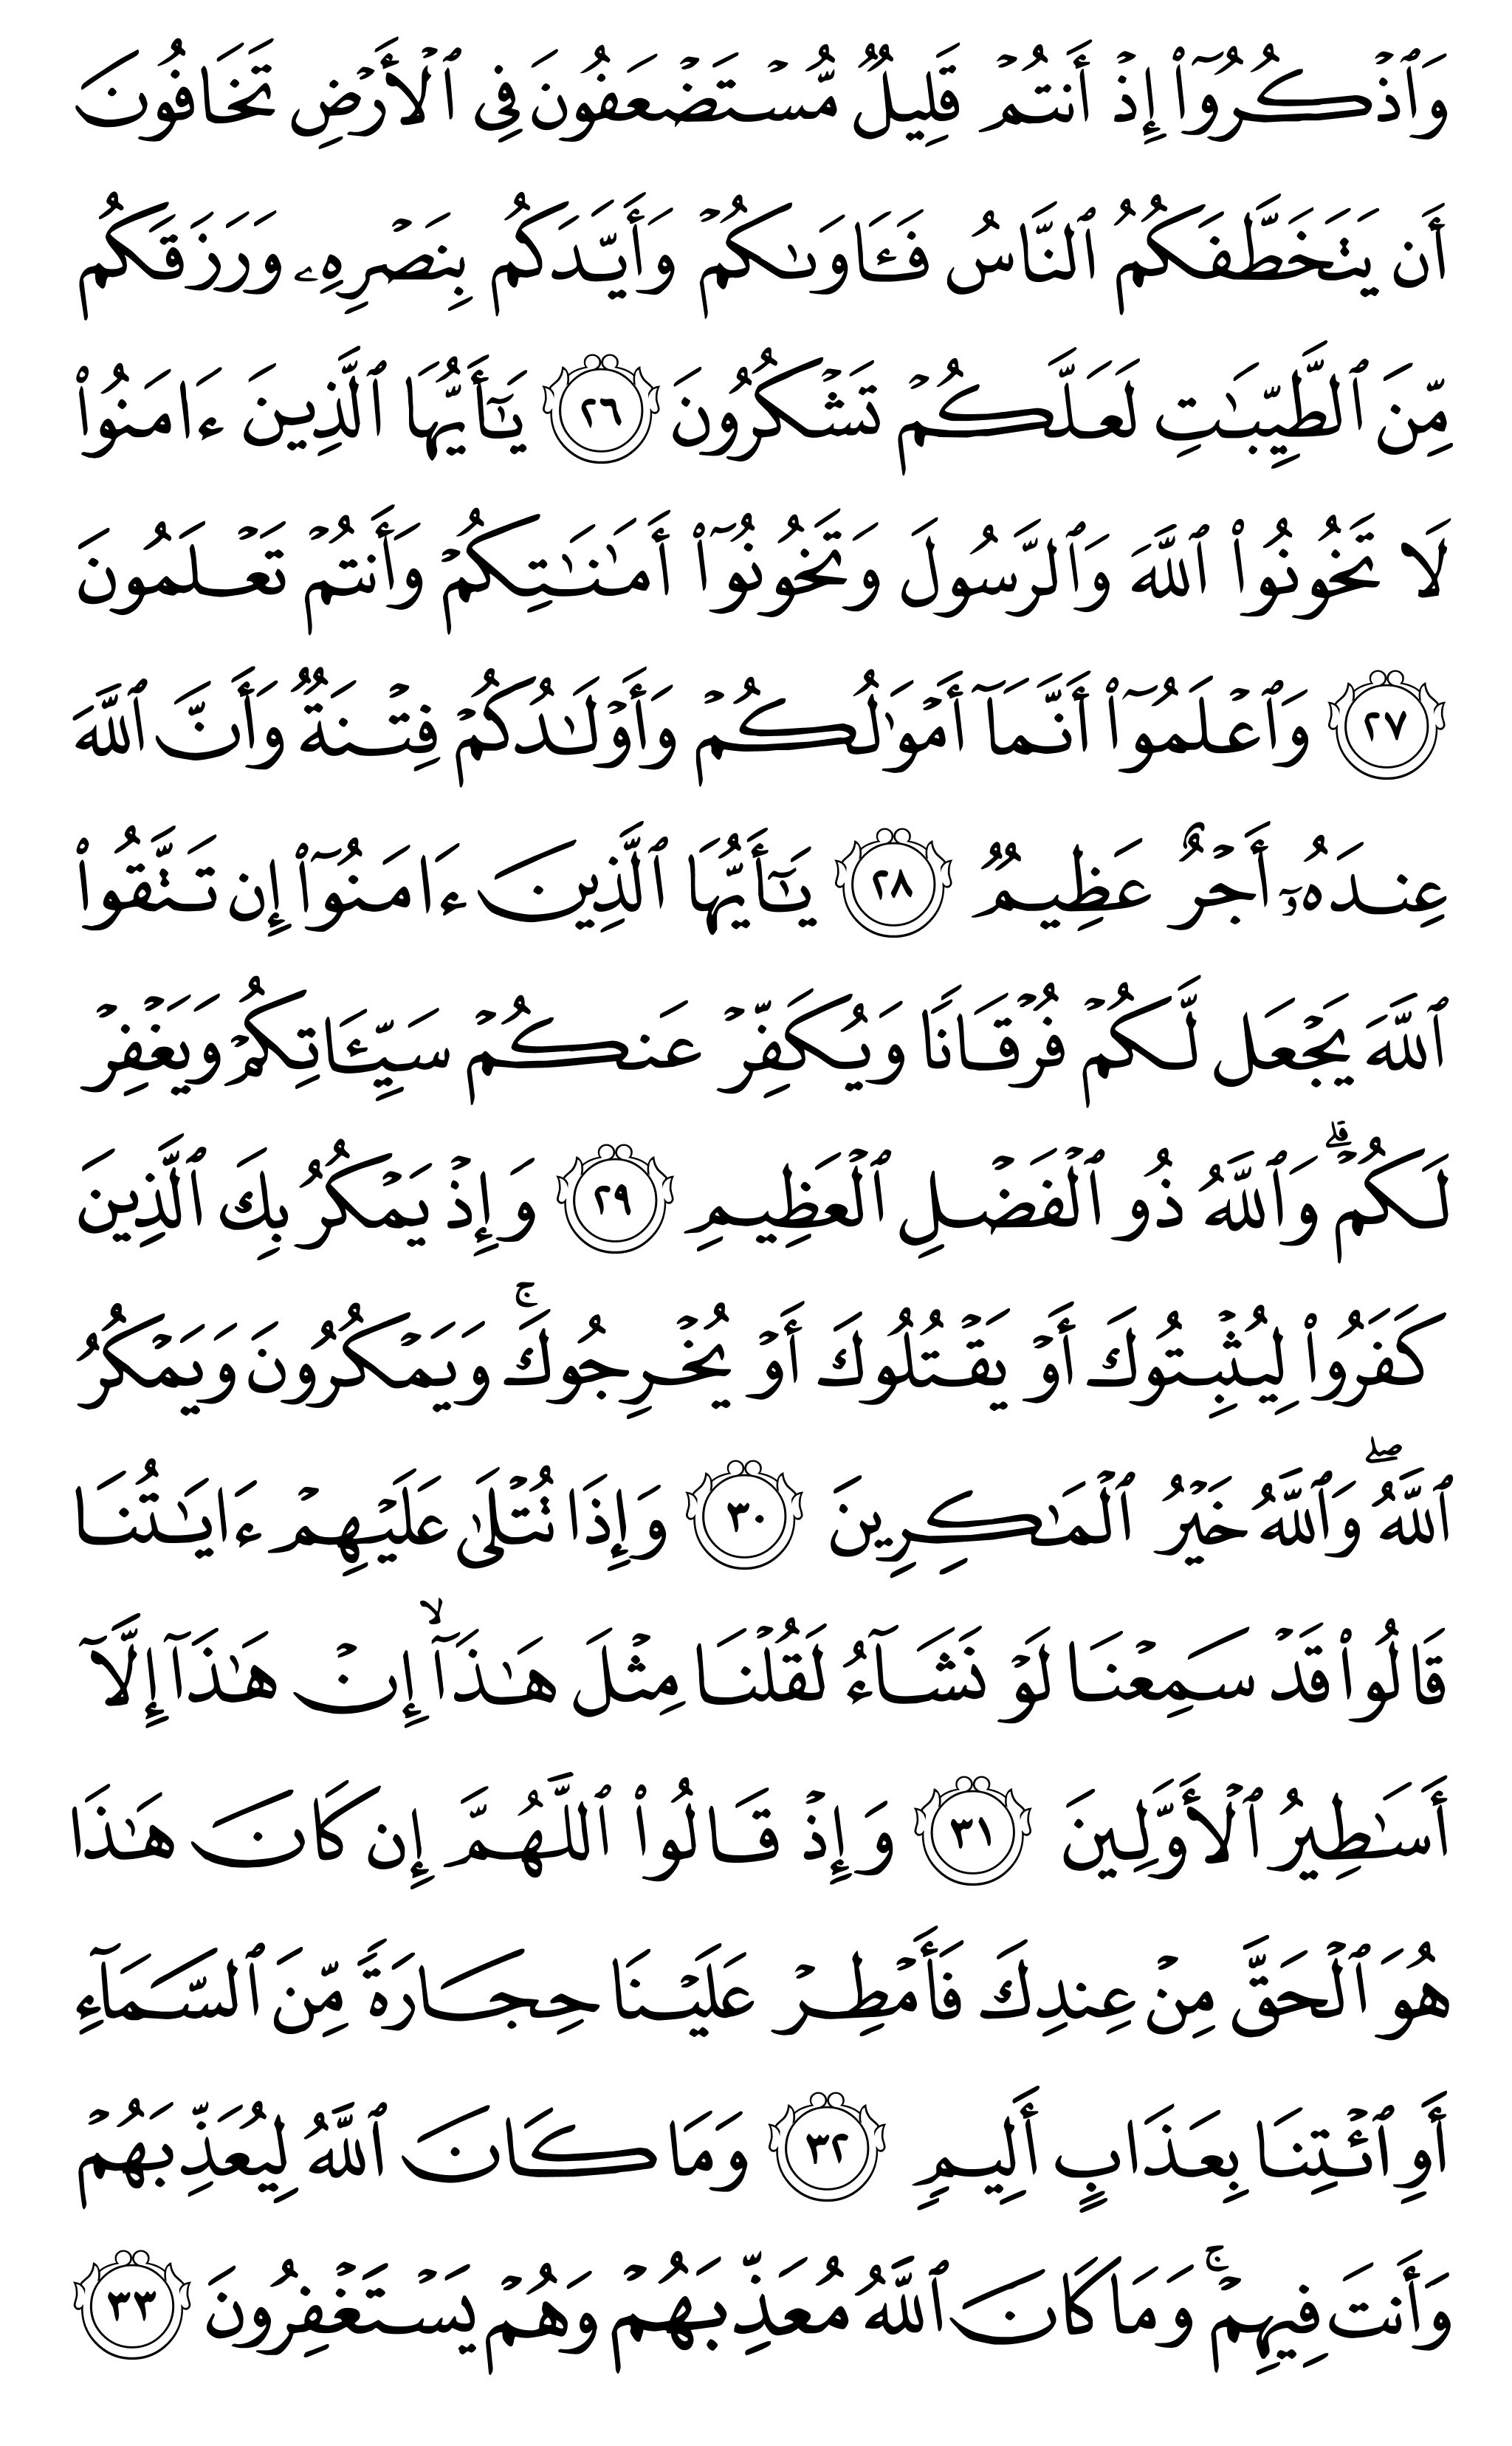 وَٱذۡكُرُوٓاْ إِذۡ أَنتُمۡ قَلِيلٞ مُّسۡتَضۡعَفُونَ فِي ٱلۡأَرۡضِ تَخَافُونَ
أَن يَتَخَطَّفَكُمُ ٱلنَّاسُ فَـَٔاوَىٰكُمۡ وَأَيَّدَكُم بِنَصۡرِهِۦ وَرَزَقَكُم
مِّنَ ٱلطَّيِّبَٰتِ لَعَلَّكُمۡ تَشۡكُرُونَ ٢٦ يَٰٓأَيُّهَا ٱلَّذِينَ ءَامَنُواْ
لَا تَخُونُواْ ٱللَّهَ وَٱلرَّسُولَ وَتَخُونُوٓاْ أَمَٰنَٰتِكُمۡ وَأَنتُمۡ تَعۡلَمُونَ
٢٧ وَٱعۡلَمُوٓاْ أَنَّمَآ أَمۡوَٰلُكُمۡ وَأَوۡلَٰدُكُمۡ فِتۡنَةٞ وَأَنَّ ٱللَّهَ
عِندَهُۥٓ أَجۡرٌ عَظِيمٞ ٢٨ يَٰٓأَيُّهَا ٱلَّذِينَ ءَامَنُوٓاْ إِن تَتَّقُواْ
ٱللَّهَ يَجۡعَل لَّكُمۡ فُرۡقَانٗا وَيُكَفِّرۡ عَنكُمۡ سَيِّـَٔاتِكُمۡ وَيَغۡفِرۡ
لَكُمۡۗ وَٱللَّهُ ذُو ٱلۡفَضۡلِ ٱلۡعَظِيمِ ٢٩ وَإِذۡ يَمۡكُرُ بِكَ ٱلَّذِينَ
كَفَرُواْ لِيُثۡبِتُوكَ أَوۡ يَقۡتُلُوكَ أَوۡ يُخۡرِجُوكَۚ وَيَمۡكُرُونَ وَيَمۡكُرُ
ٱللَّهُۖ وَٱللَّهُ خَيۡرُ ٱلۡمَٰكِرِينَ ٣٠ وَإِذَا تُتۡلَىٰ عَلَيۡهِمۡ ءَايَٰتُنَا
قَالُواْ قَدۡ سَمِعۡنَا لَوۡ نَشَآءُ لَقُلۡنَا مِثۡلَ هَٰذَآۙ إِنۡ هَٰذَآ إِلَّآ
أَسَٰطِيرُ ٱلۡأَوَّلِينَ ٣١ وَإِذۡ قَالُواْ ٱللَّهُمَّ إِن كَانَ هَٰذَا
هُوَ ٱلۡحَقَّ مِنۡ عِندِكَ فَأَمۡطِرۡ عَلَيۡنَا حِجَارَةٗ مِّنَ ٱلسَّمَآءِ
أَوِ ٱئۡتِنَا بِعَذَابٍ أَلِيمٖ ٣٢ وَمَا كَانَ ٱللَّهُ لِيُعَذِّبَهُمۡ
وَأَنتَ فِيهِمۡۚ وَمَا كَانَ ٱللَّهُ مُعَذِّبَهُمۡ وَهُمۡ يَسۡتَغۡفِرُونَ ٣٣